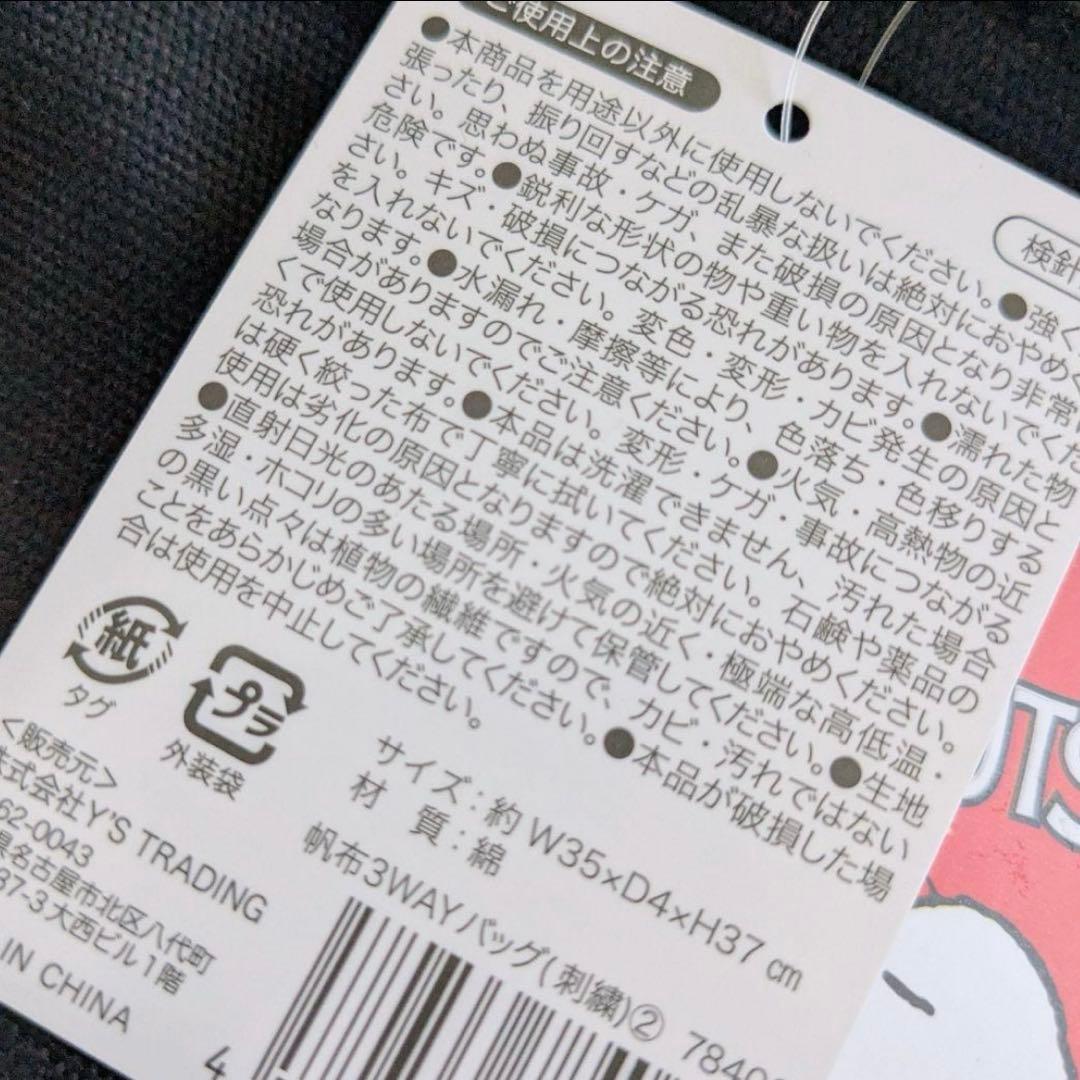 ご使用上の注意
検針
●本商品を用途以外に使用しないでください。●強く
張ったり、振り回すなどの乱暴な扱いは絶対におやめく
さい。思わぬ事故・ケガ、また破損の原因となり非常に
危険です。●鋭利な形状の物や重い物を入れないでくだ
さい。キズ・破損につながる恐れがあります。●濡れた物
を入れないでください。変色・変形・カビ発生の原因と
なります。●水漏れ・摩擦等により、色落ち・色移りする
場合がありますのでご注意ください。●火気・高熱物の近
くで使用しないでください。変形・ケガ・事故につながる
恐れがあります。●本品は洗濯できません、汚れた場合
は硬く絞った布で丁寧に拭いてください。石鹸や薬品の
使用は劣化の原因となりますので絶対におやめください。
●直射日光のあたる場所・火気の近く・極端な高低温・
多湿・ホコリの多い場所を避けて保管してください。●生地
の黒い点々は植物の繊維ですので、カビ・汚れではない
ことをあらかじめご了承してください。●本品が破損した場
合は使用を中止してください。
紙
タグ
プラ
外装袋
サイズ:約 W35×D4×H37 cm
材 質:綿
帆布3WAYバッグ(刺繍)② 7840
<販売元>
株式会社Y'S TRADING
62-0043
県名古屋市北区八代町
87-3大西ビル1階
IN CHINA
4
UTS